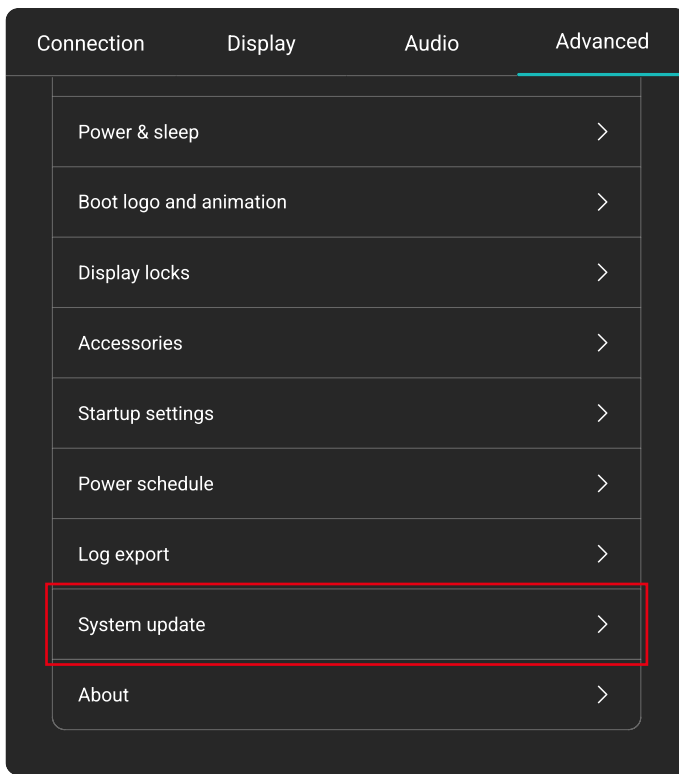 Connection Display Audio Advanced
Power & sleep
Boot logo and animation
Display locks
Accessories
Startup settings
Power schedule
Log export
System update
About